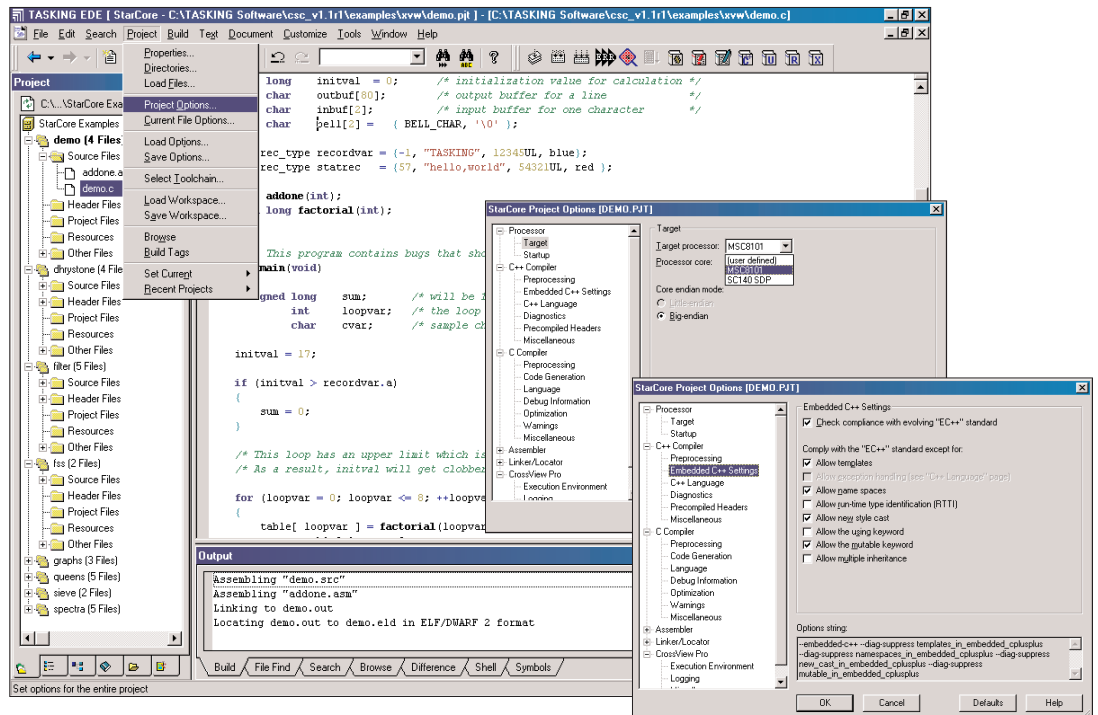 TASKING EDE [ StarCore - C:\TASKING Software\csc_v1.1r1\examples\xvw\demo.pjt ] - [C:\TASKING Software\csc_v1.1r1\examples\xvw\demo.c]
File Edit Search Project Build Text Document Customize Tools Window Help
Properties...
Directories...
Load Files...
Project Options...
Current File Options...
Load Options...
Save Options...
Select Toolchain...
Load Workspace...
Save Workspace...
Browse
Build Tags
Set Current
Recent Projects
Project
C:\...\StarCore Exa
StarCore Examples
demo (4 Files
Source Files
addone.a
demo.c
Header Files
Project Files
Resources
Other Files
dhrystone (4 File
Source Files
Header Files
Project Files
Resources
Other Files
filter (5 Files)
Source Files
Header Files
Project Files
Resources
Other Files
fss (2 Files)
Source Files
Header Files
Project Files
Resources
Other Files
graphs (3 Files)
queens (5 Files)
sieve (2 Files)
spectra (5 Files)
long initval = 0; /* initialization value for calculation */
char outbuf[80]; /* output buffer for a line */
char inbuf[2]; /* input buffer for one character */
char bell[2] = { BELL_CHAR, '\0' };
rec_type recordvar = {-1, "TASKING", 12345UL, blue};
rec_type statrec = {57, "hello,world", 54321UL, red };
addone(int);
long factorial(int);
This program contains bugs that sho
main(void)
gned long sum; /* will be
int loopvar; /* the loop
char cvar; /* sample ch
initval = 17;
if (initval > recordvar.a)
{
sum = 0;
}
/* This loop has an upper limit which is
/* As a result, initval will get clobber
for (loopvar = 0; loopvar <= 8; ++loopva
{
table[ loopvar ] = factorial(loopvar
Output
Assembling "demo.src"
Assembling "addone.asm"
Linking to demo.out
Locating demo.out to demo.eld in ELF/DWARF 2 format
Build File Find Search Browse Difference Shell Symbols
Set options for the entire project
StarCore Project Options [DEMO.PJT]
Processor
Target
Startup
C++ Compiler
Preprocessing
Embedded C++ Settings
C++ Language
Diagnostics
Precompiled Headers
Miscellaneous
C Compiler
Preprocessing
Code Generation
Language
Debug Information
Optimization
Warnings
Miscellaneous
Assembler
Linker/Locator
CrossView Pro
Execution Environment
Logging
Target
Target processor: MSC8101
Processor core: (user defined)
MSC8101
SC140 SDP
Core endian mode:
Little-endian
Big-endian
StarCore Project Options [DEMO.PJT]
Processor
Target
Startup
C++ Compiler
Preprocessing
Embedded C++ Settings
C++ Language
Diagnostics
Precompiled Headers
Miscellaneous
C Compiler
Preprocessing
Code Generation
Language
Debug Information
Optimization
Warnings
Miscellaneous
Assembler
Linker/Locator
CrossView Pro
Execution Environment
Logging
Embedded C++ Settings
Check compliance with evolving "EC++" standard
Comply with the "EC++" standard except for:
Allow templates
Allow exception handling (see "C++ Language" page)
Allow name spaces
Allow run-time type identification (RTTI)
Allow new style cast
Allow the using keyword
Allow the mutable keyword
Allow multiple inheritance
Options string:
--embedded-c++ --diag-suppress templates_in_embedded_cplusplus
--diag-suppress namespaces_in_embedded_cplusplus --diag-suppress
new_cast_in_embedded_cplusplus --diag-suppress
mutable_in_embedded_cplusplus
OK Cancel Defaults Help